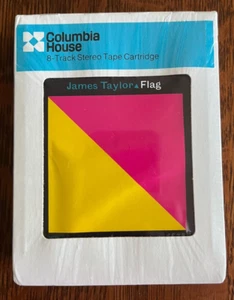 Columbia
House
8-Track Stereo Tape Cartridge
James Taylor▲Flag